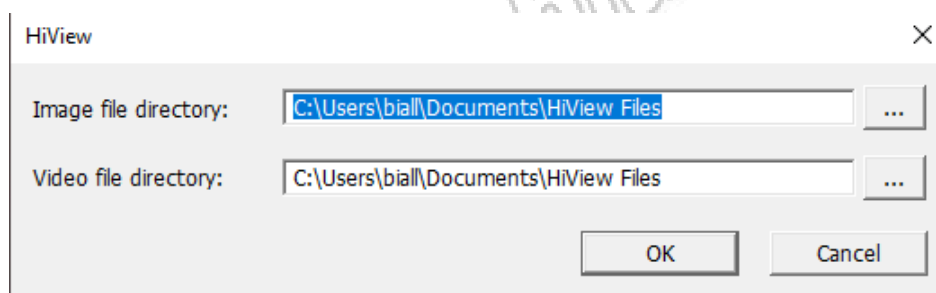 HiView
Image file directory: C:\Users\biall\Documents\HiView Files ...
Video file directory: C:\Users\biall\Documents\HiView Files ...
OK Cancel